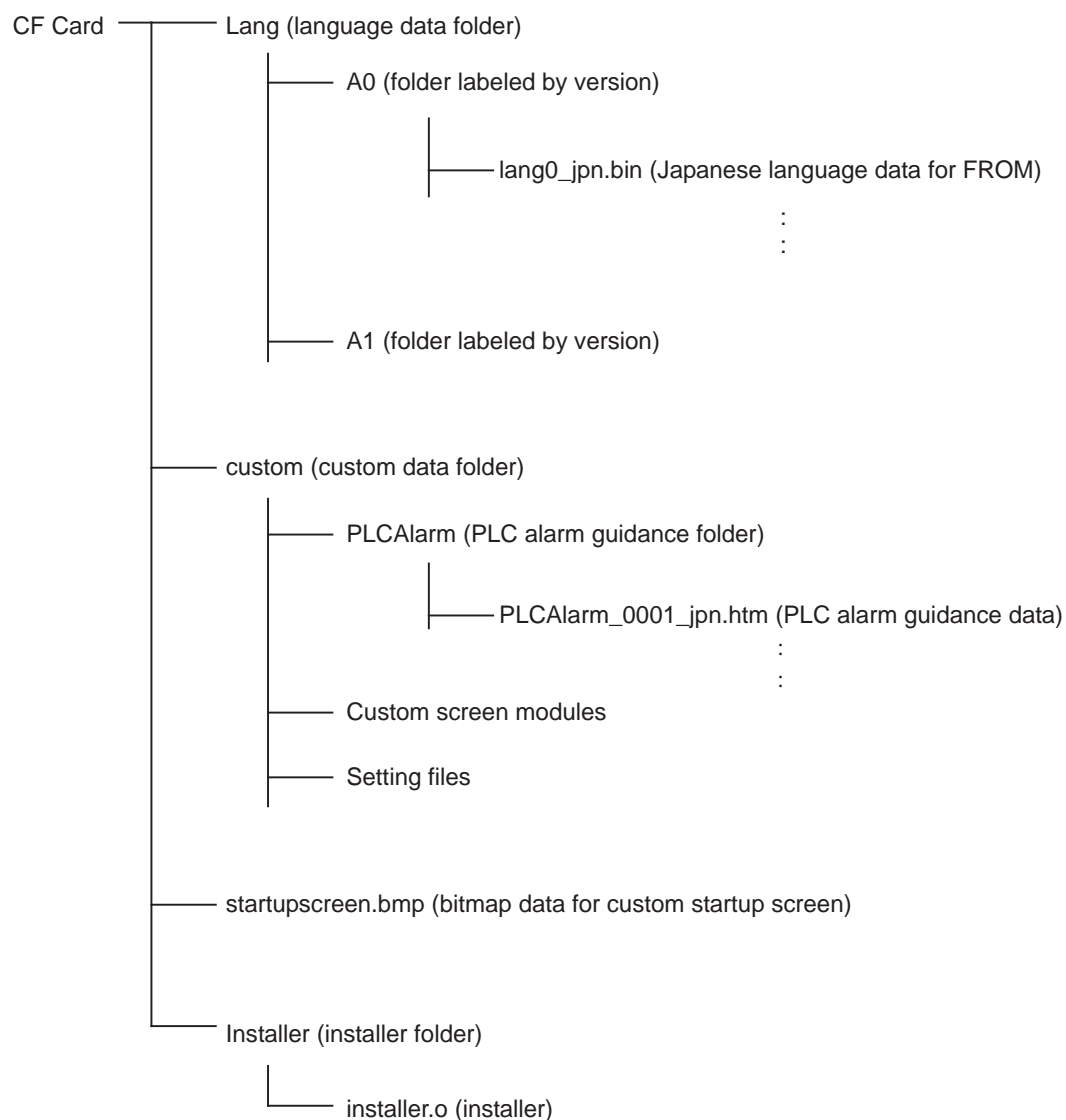 CF Card
Lang (language data folder)
A0 (folder labeled by version)
lang0_jpn.bin (Japanese language data for FROM)
:
:
A1 (folder labeled by version)
custom (custom data folder)
PLCAlarm (PLC alarm guidance folder)
PLCAlarm_0001_jpn.htm (PLC alarm guidance data)
:
:
Custom screen modules
Setting files
startupscreen.bmp (bitmap data for custom startup screen)
Installer (installer folder)
installer.o (installer)